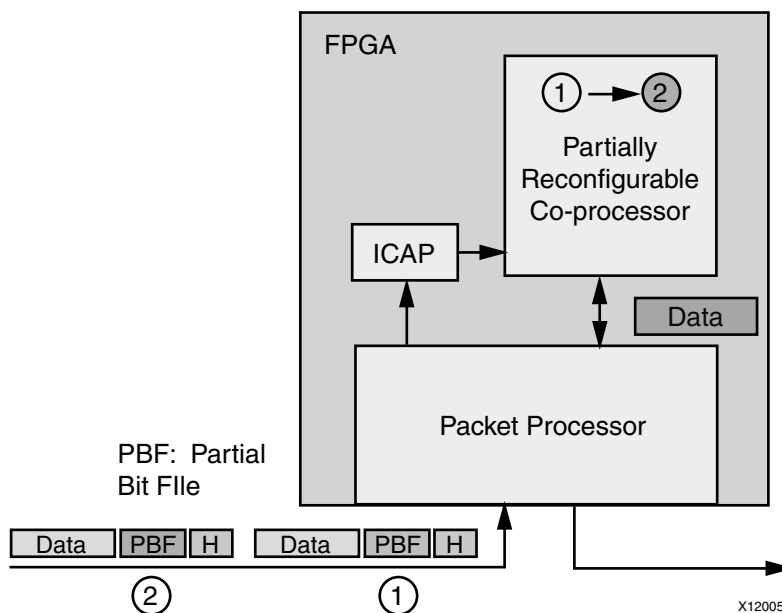 FPGA
1 2
Partially
Reconfigurable
Co-processor
ICAP
Data
Packet Processor
PBF: Partial
Bit FIle
Data PBF H Data PBF H
2 1
X12005